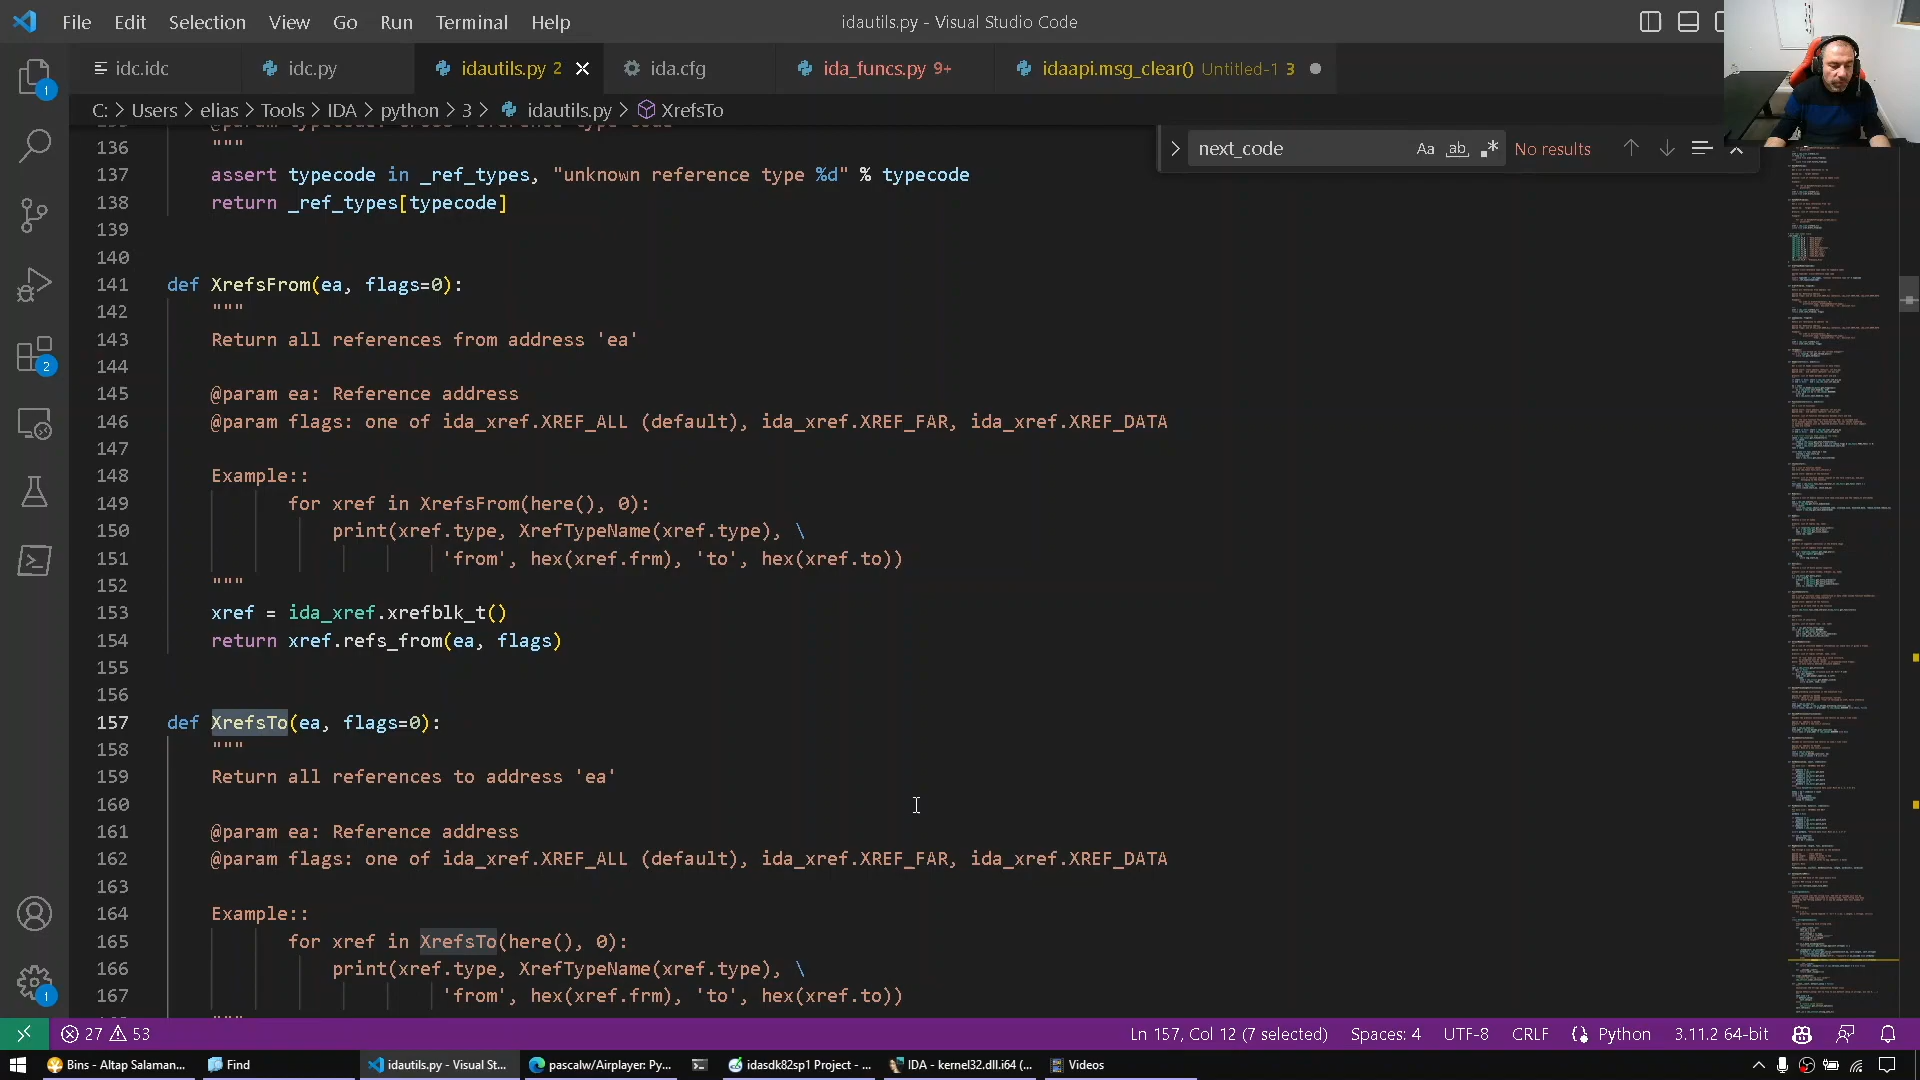 File Edit Selection View Go Run Terminal Help
idautils.py - Visual Studio Code
idc.idc
idc.py
idautils.py 2
ida.cfg
ida_funcs.py 9+
idaapi.msg_clear() Untitled-1 3
C: > Users > elias > Tools > IDA > python > 3 > idautils.py > XrefsTo
next_code
Aa ab .* No results
136 """
137 assert typecode in _ref_types, "unknown reference type %d" % typecode
138 return _ref_types[typecode]
139
140
141 def XrefsFrom(ea, flags=0):
142 """
143 Return all references from address 'ea'
144
145 @param ea: Reference address
146 @param flags: one of ida_xref.XREF_ALL (default), ida_xref.XREF_FAR, ida_xref.XREF_DATA
147
148 Example::
149 for xref in XrefsFrom(here(), 0):
150 print(xref.type, XrefTypeName(xref.type), \
151 'from', hex(xref.frm), 'to', hex(xref.to))
152 """
153 xref = ida_xref.xrefblk_t()
154 return xref.refs_from(ea, flags)
155
156
157 def XrefsTo(ea, flags=0):
158 """
159 Return all references to address 'ea'
160
161 @param ea: Reference address
162 @param flags: one of ida_xref.XREF_ALL (default), ida_xref.XREF_FAR, ida_xref.XREF_DATA
163
164 Example::
165 for xref in XrefsTo(here(), 0):
166 print(xref.type, XrefTypeName(xref.type), \
167 'from', hex(xref.frm), 'to', hex(xref.to))
1
2
1
27 53
Ln 157, Col 12 (7 selected) Spaces: 4 UTF-8 CRLF Python 3.11.2 64-bit
Bins - Altap Salaman...
Find
idautils.py - Visual St...
pascalw/Airplayer: Py...
idasdk82sp1 Project - ...
IDA - kernel32.dll.i64 (...
Videos